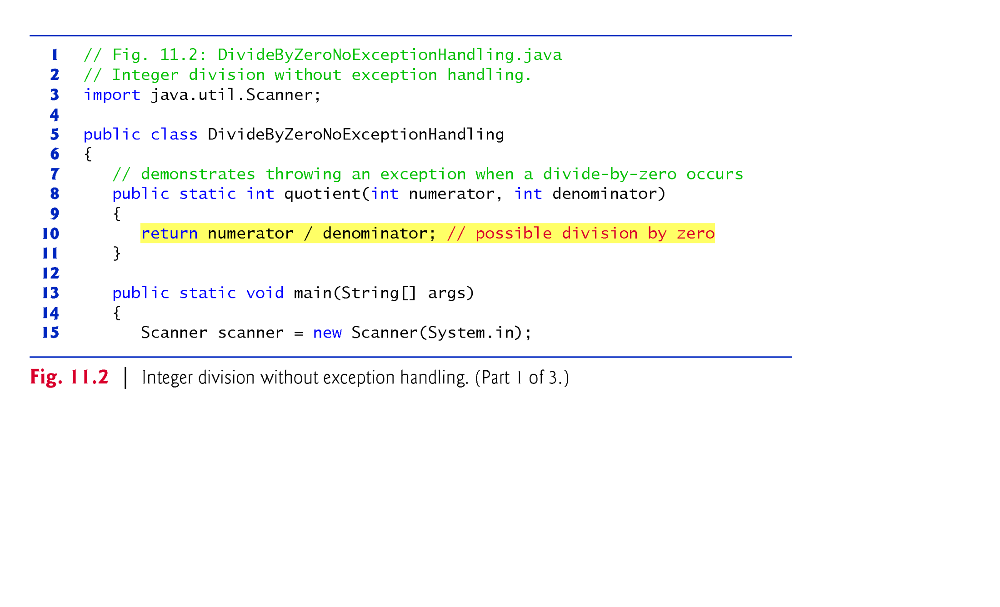 1 // Fig. 11.2: DivideByZeroNoExceptionHandling.java
2 // Integer division without exception handling.
3 import java.util.Scanner;
4
5 public class DivideByZeroNoExceptionHandling
6 {
7 // demonstrates throwing an exception when a divide-by-zero occurs
8 public static int quotient(int numerator, int denominator)
9 {
10 return numerator / denominator; // possible division by zero
11 }
12
13 public static void main(String[] args)
14 {
15 Scanner scanner = new Scanner(System.in);
Fig. 11.2 | Integer division without exception handling. (Part 1 of 3.)